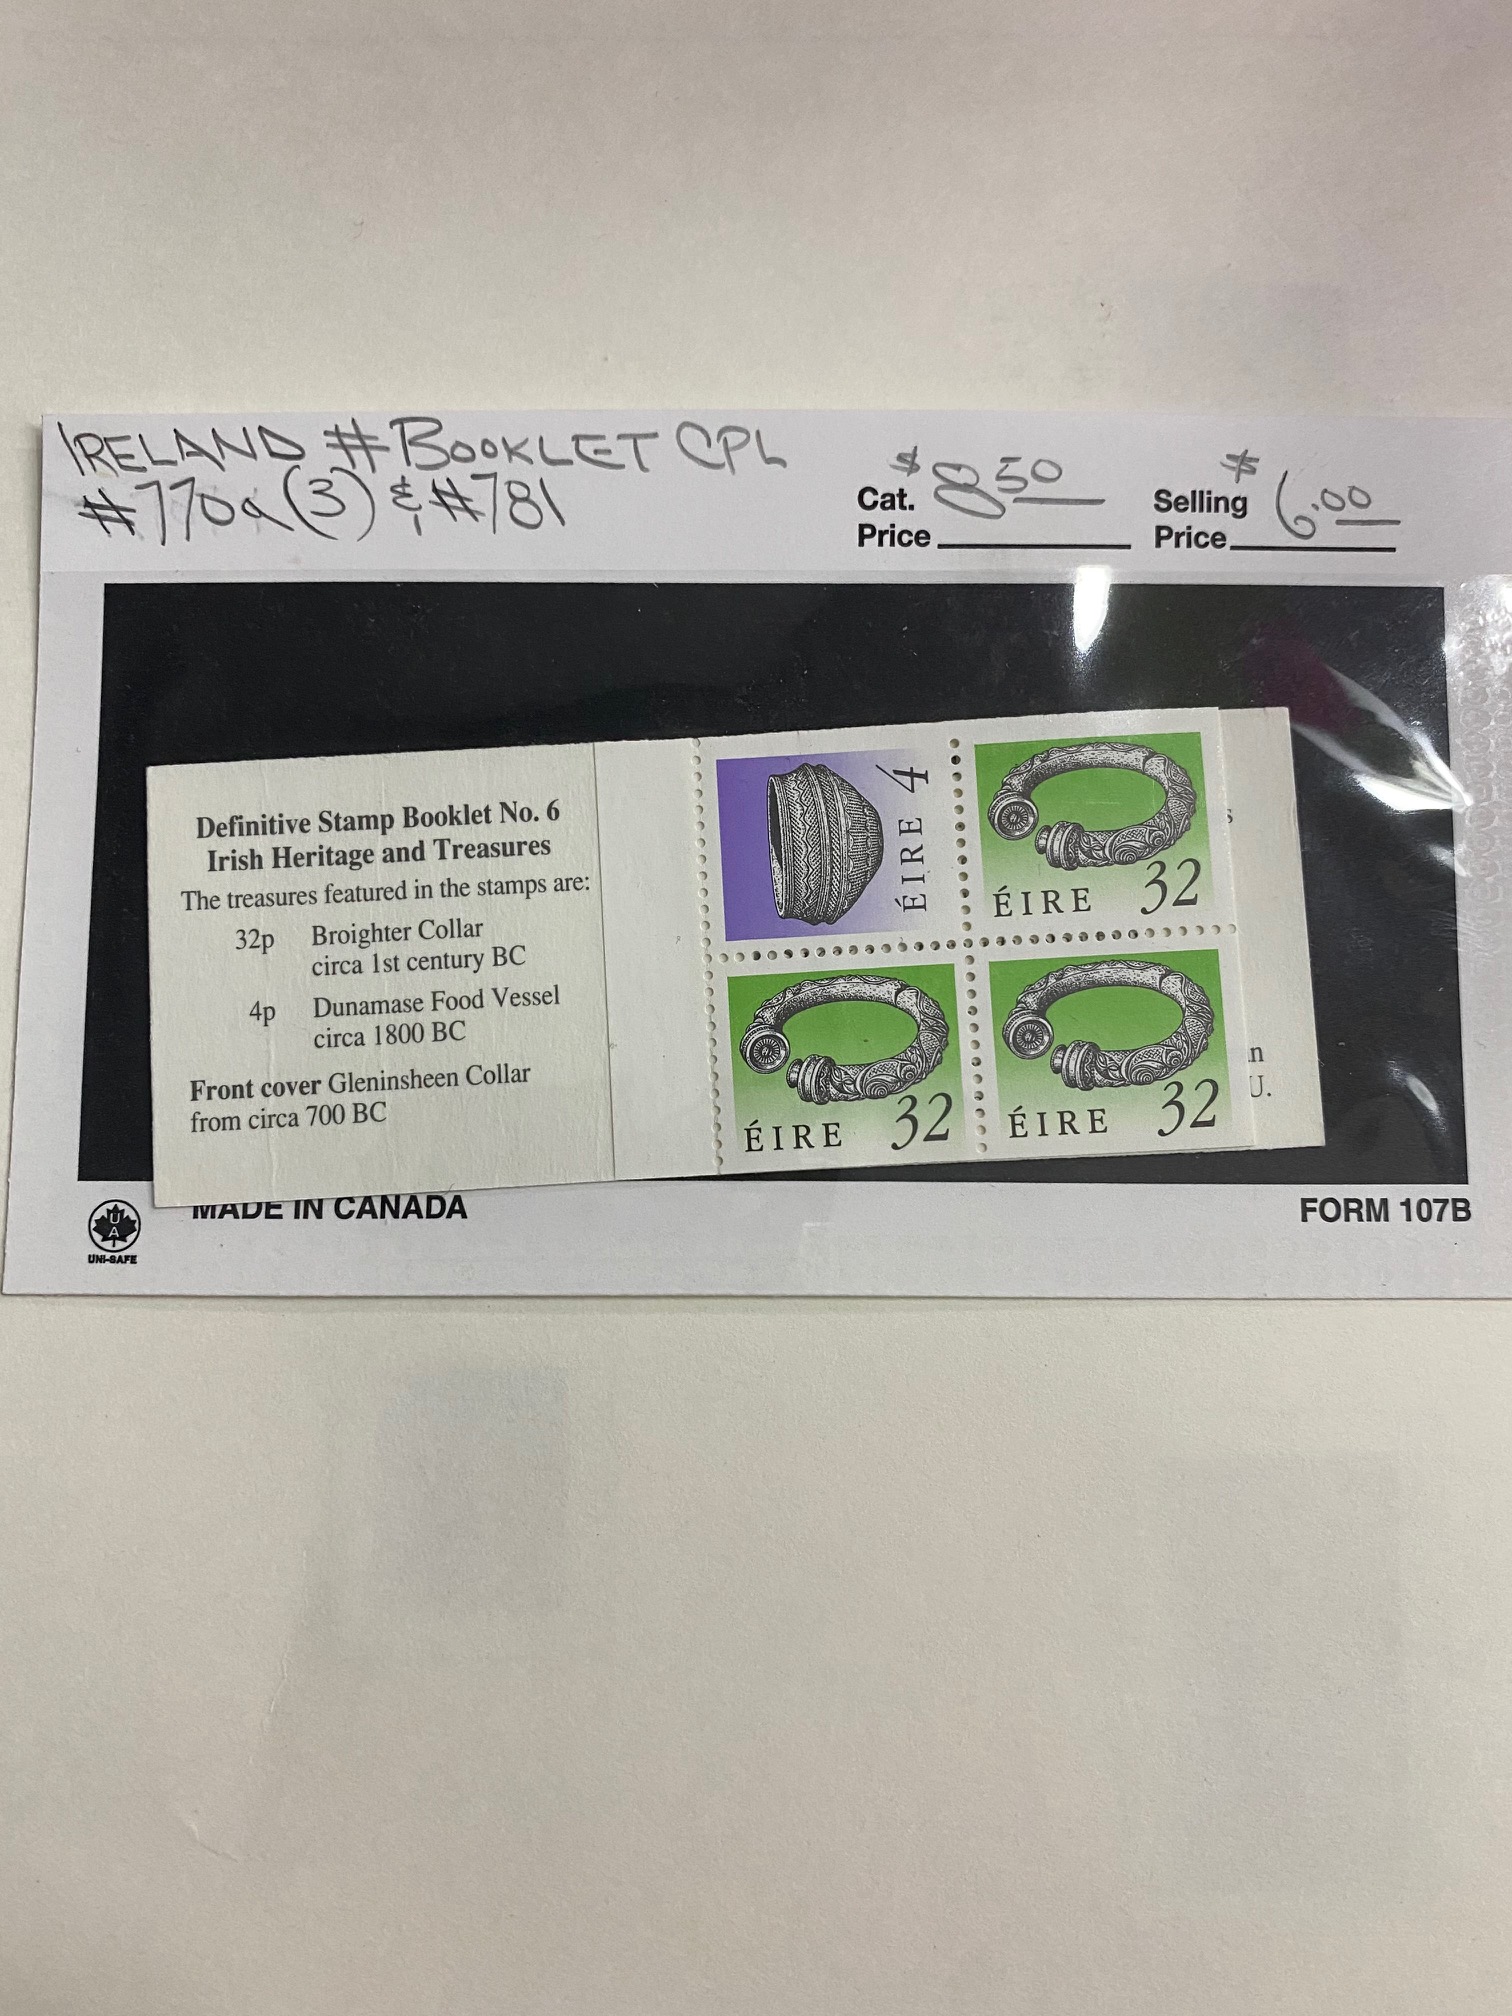 IRELAND # BOOKLET CPL
#770a (3) & #781
$ 8.50
Cat.
Price
$ 6.00
Selling
Price
Definitive Stamp Booklet No. 6
Irish Heritage and Treasures
The treasures featured in the stamps are:
32p Broighter Collar
circa 1st century BC
4p Dunamase Food Vessel
circa 1800 BC
Front cover Gleninsheen Collar
from circa 700 BC
ÉIRE 4
ÉIRE 32
ÉIRE 32
ÉIRE 32
s
n
U.
UNI-SAFE
MADE IN CANADA
FORM 107B